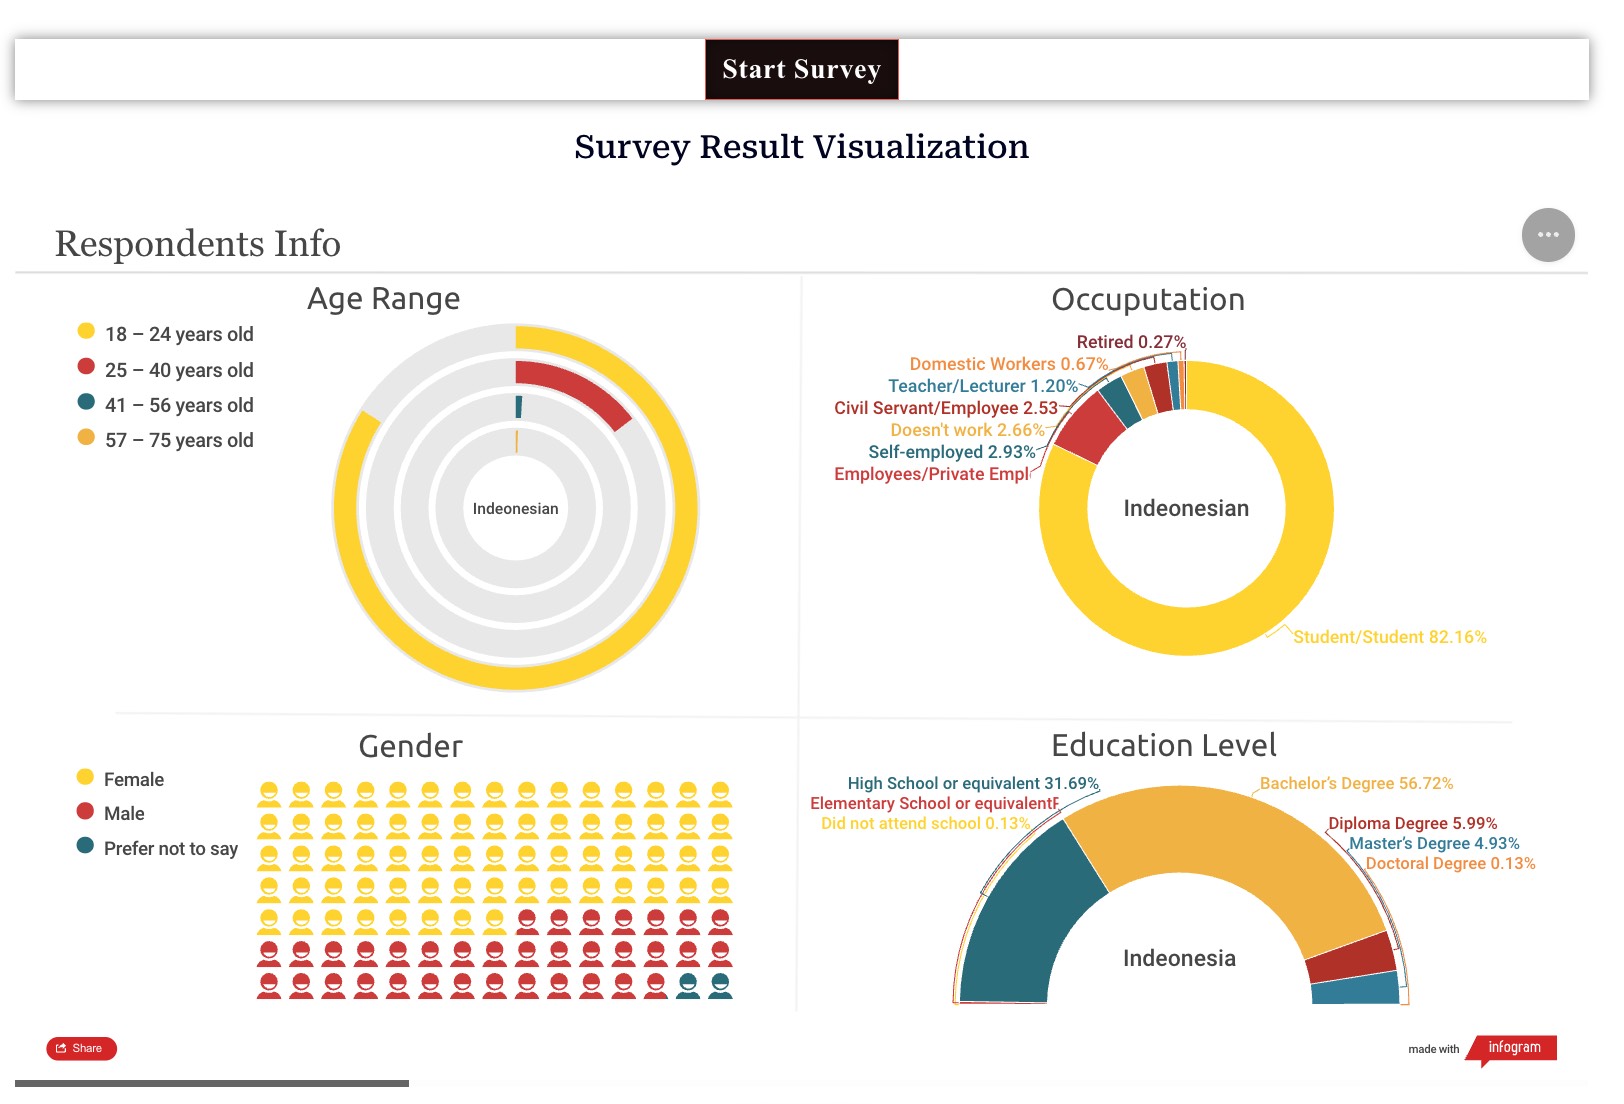 Start Survey
Survey Result Visualization
Respondents Info
Age Range
18 – 24 years old
25 – 40 years old
41 – 56 years old
57 – 75 years old
Indeonesian
Occuputation
Retired 0.27%
Domestic Workers 0.67%
Teacher/Lecturer 1.20%
Civil Servant/Employee 2.53
Doesn't work 2.66%
Self-employed 2.93%
Employees/Private Empl
Indeonesian
Student/Student 82.16%
Gender
Female
Male
Prefer not to say
Education Level
High School or equivalent 31.69%
Elementary School or equivalent
Did not attend school 0.13%
Bachelor's Degree 56.72%
Diploma Degree 5.99%
Master's Degree 4.93%
Doctoral Degree 0.13%
Indeonesia
Share
made with infogram